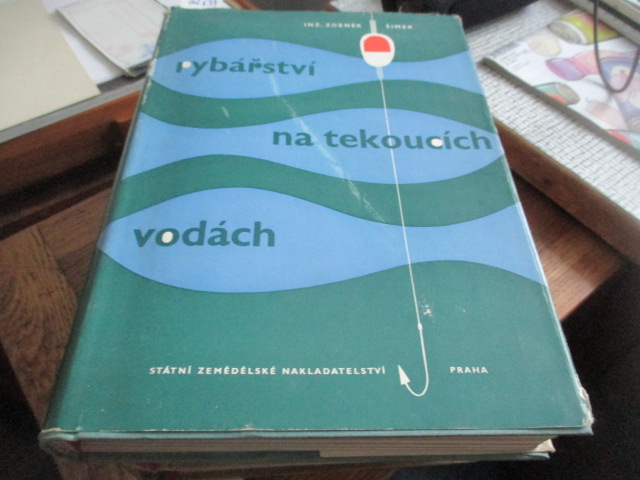 ING. ZDENĚK ŠIMEK
rybářství
na tekoucích
vodách
STÁTNÍ ZEMĚDĚLSKÉ NAKLADATELSTVÍ PRAHA